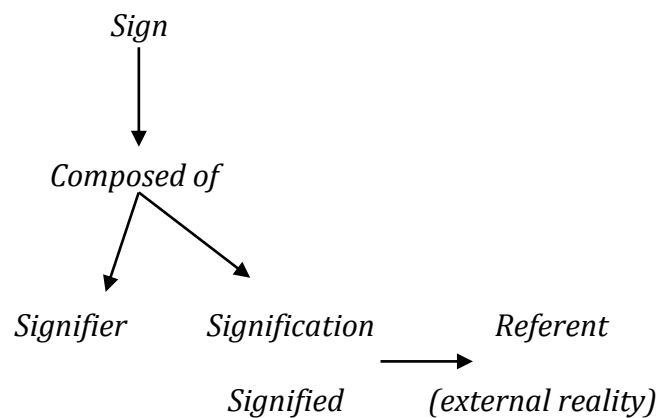 Sign
Composed of
Signifier Signification Referent
Signified (external reality)